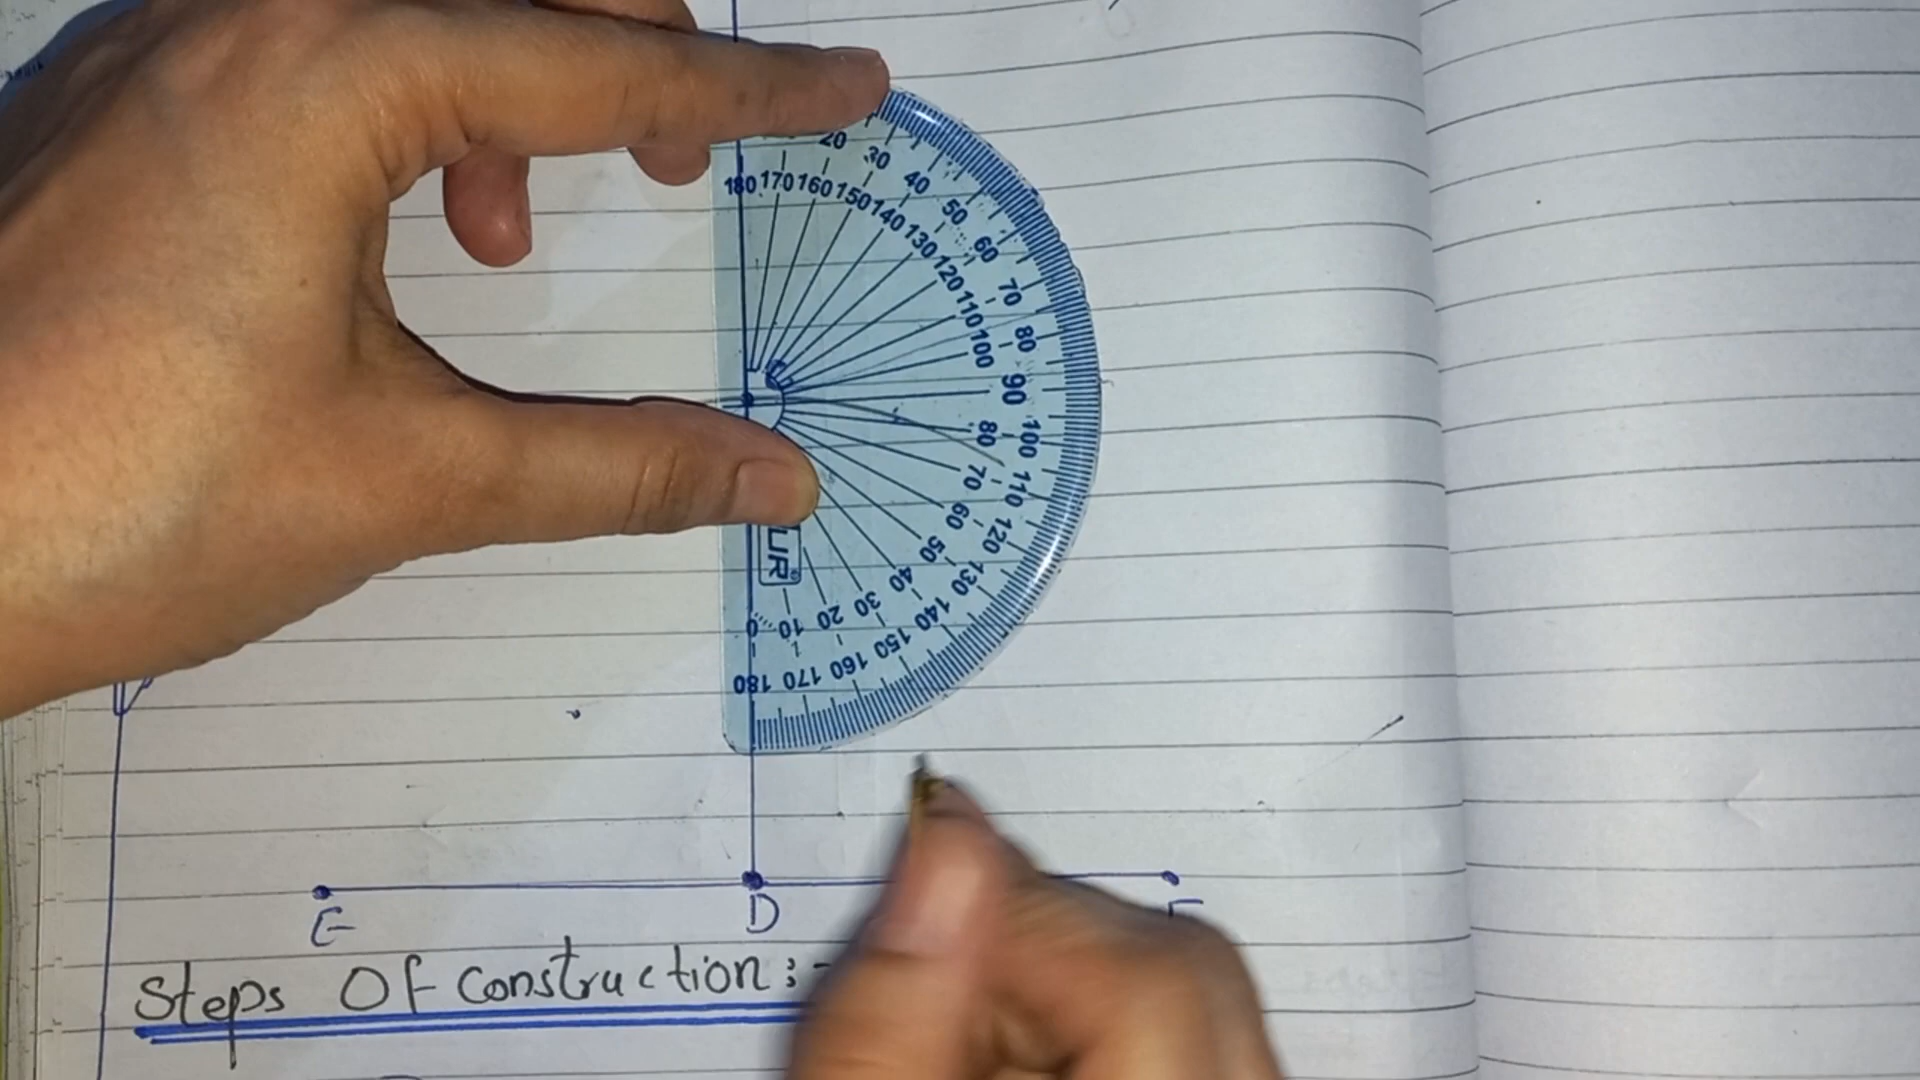 20 30 40 50 60 70 80 90 100 110 120 130 140 150 160 170 180
180 170 160 150 140 130 120 110 100 80 70 60 50 40 30 20 10 0
UR
E D
Steps Of construction:-